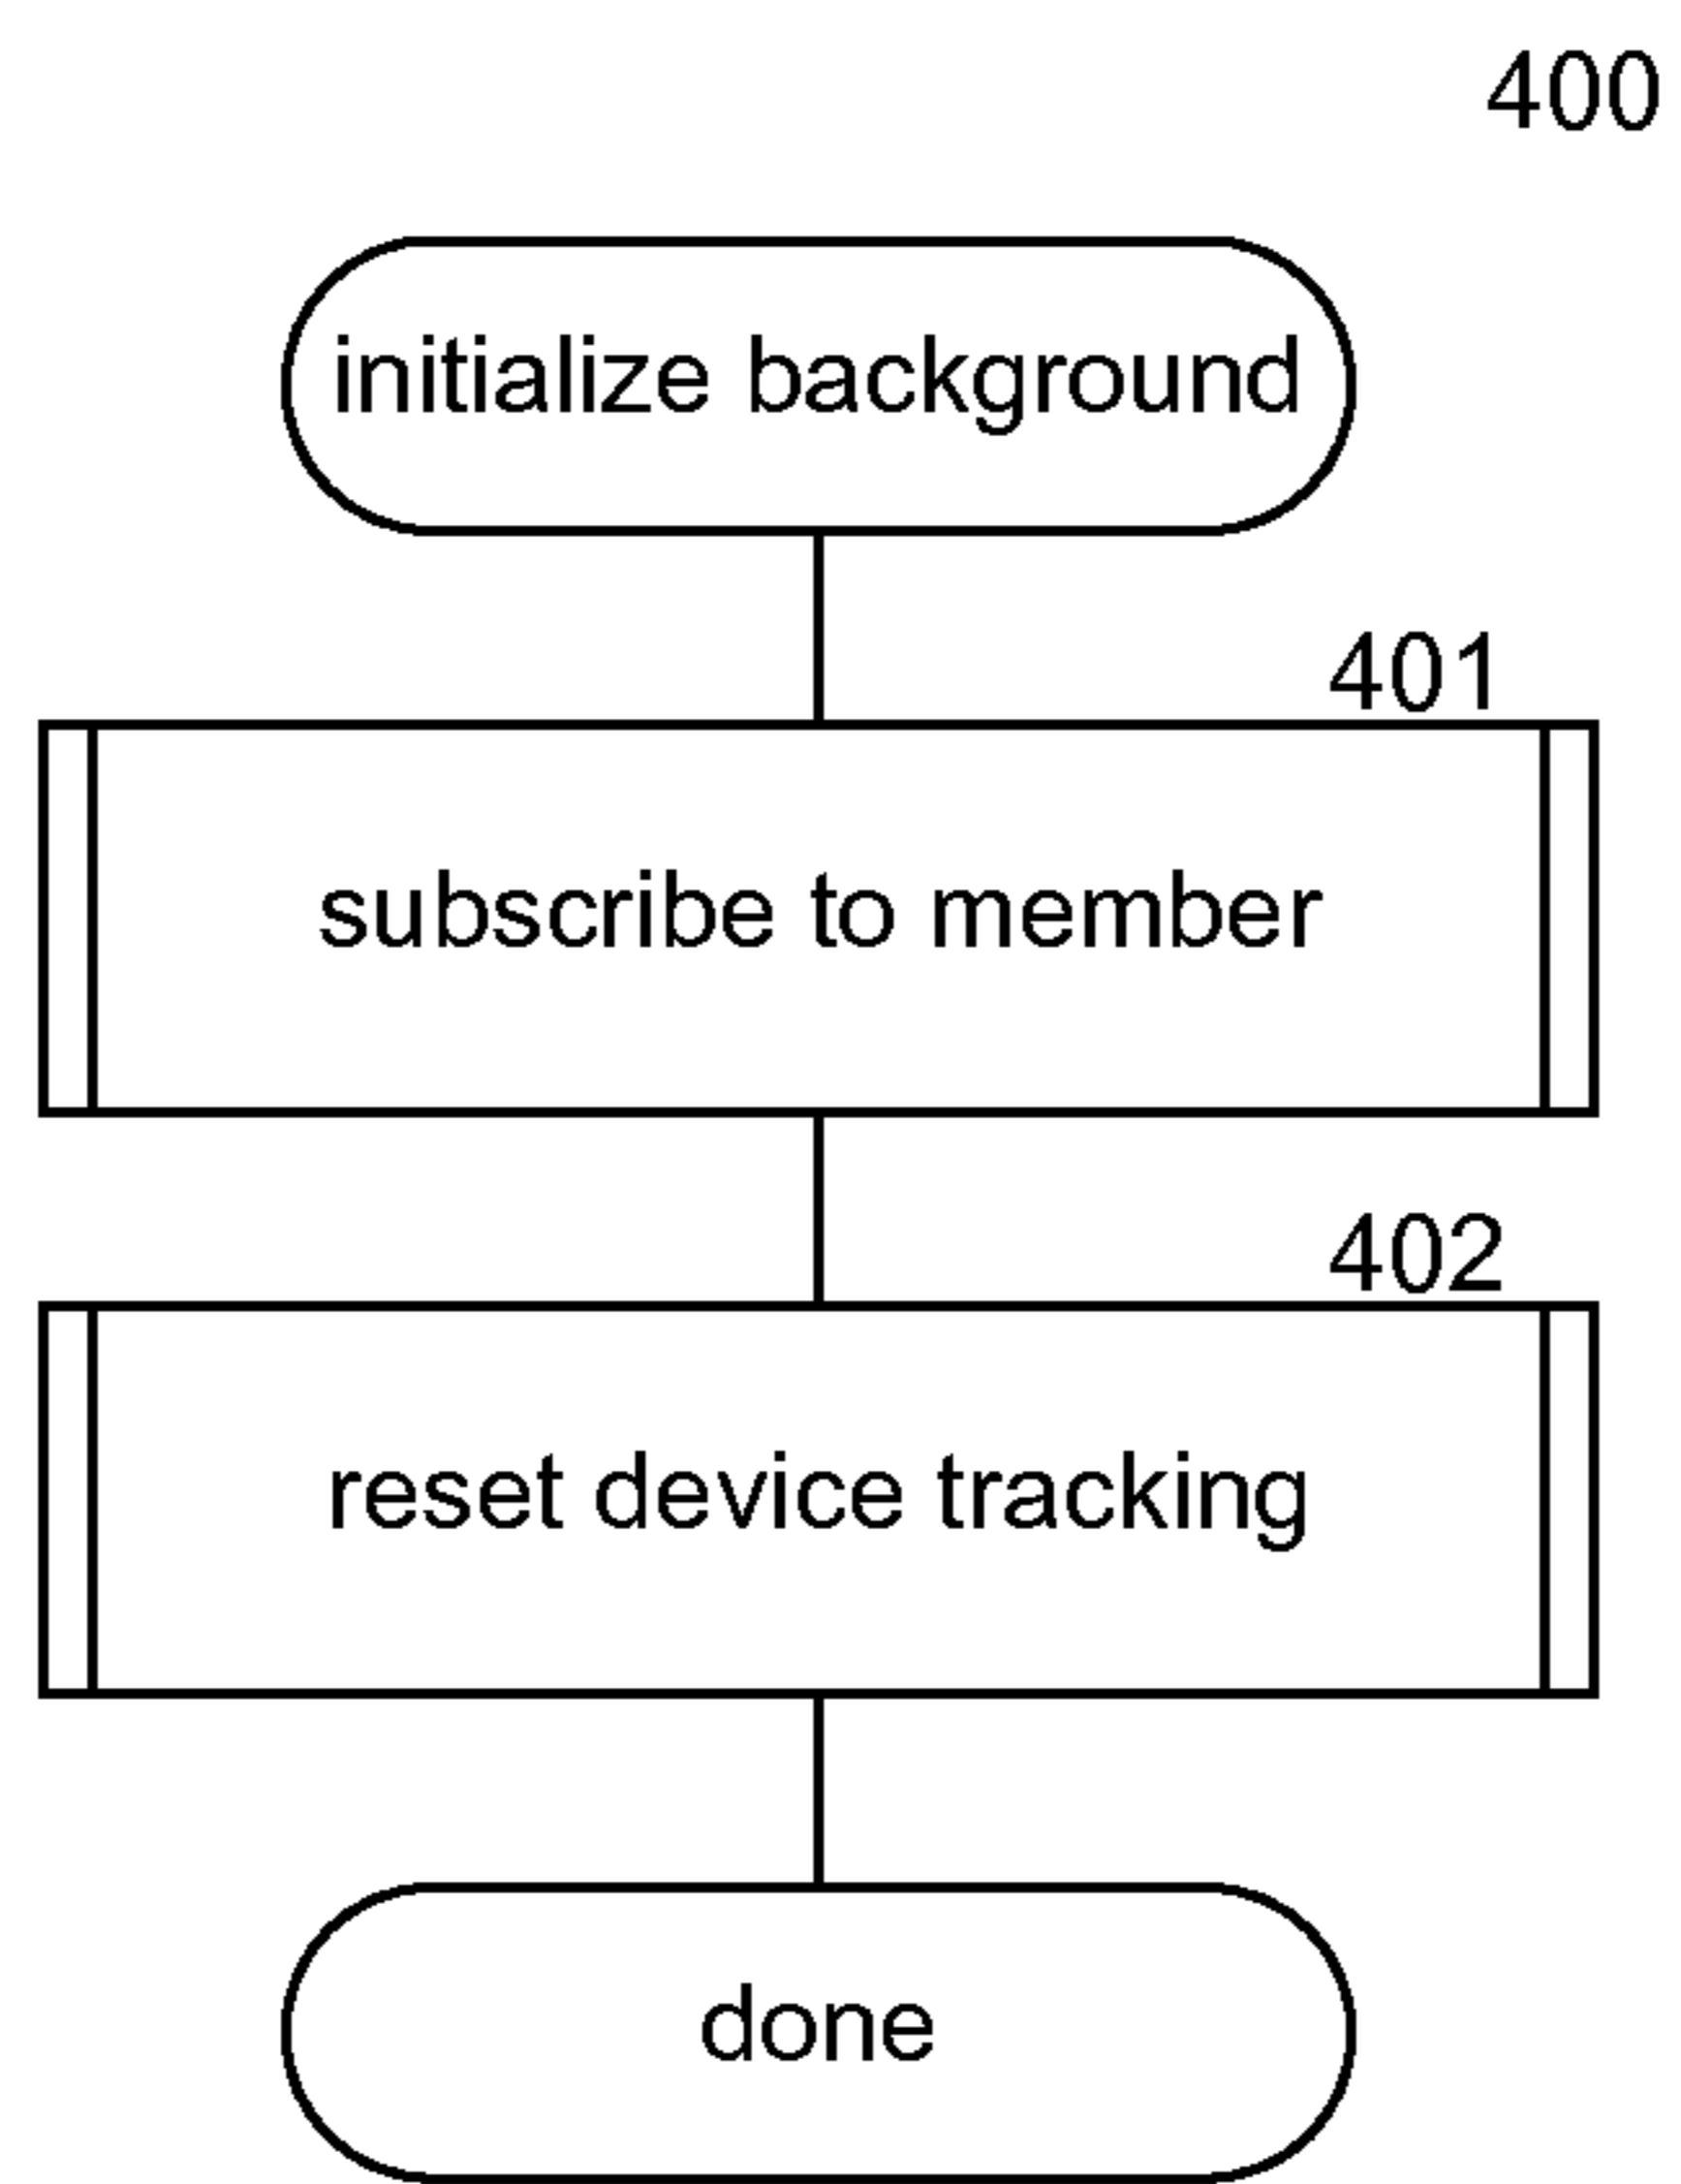 400
initialize background
401
subscribe to member
402
reset device tracking
done